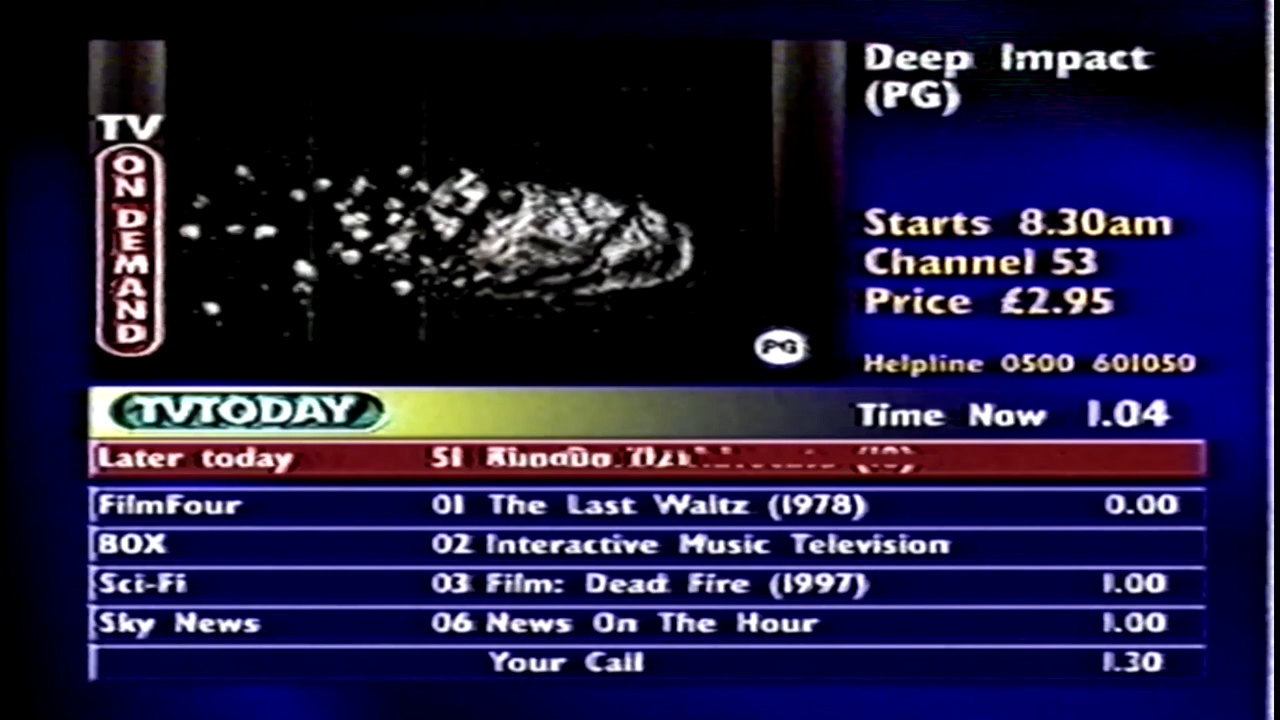 Deep Impact
(PG)
TV
ON DEMAND
Starts 8.30am
Channel 53
Price £2.95
PG
Helpline 0500 601050
TVTODAY
Time Now 1.04
Later today 51
FilmFour 01 The Last Waltz (1978) 0.00
BOX 02 Interactive Music Television
Sci-Fi 03 Film: Dead Fire (1997) 1.00
Sky News 06 News On The Hour 1.00
Your Call 1.30